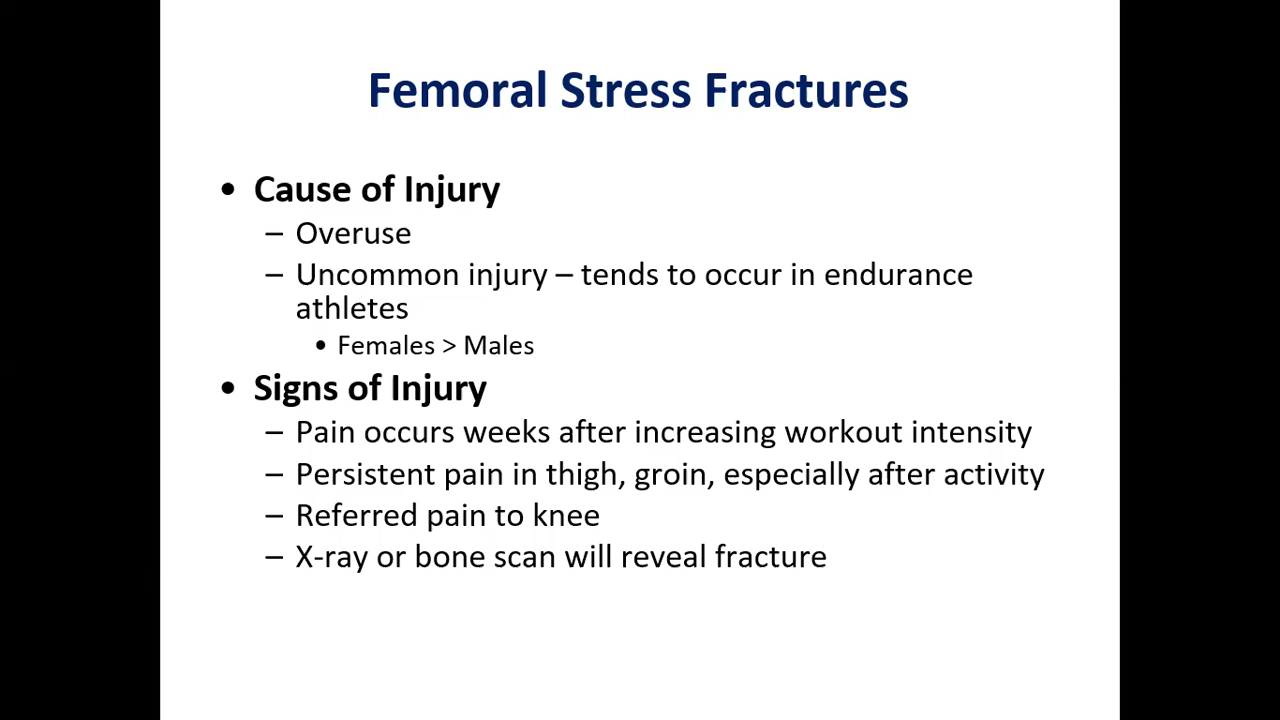 Femoral Stress Fractures
• Cause of Injury
– Overuse
– Uncommon injury – tends to occur in endurance
athletes
• Females > Males
• Signs of Injury
– Pain occurs weeks after increasing workout intensity
– Persistent pain in thigh, groin, especially after activity
– Referred pain to knee
– X-ray or bone scan will reveal fracture